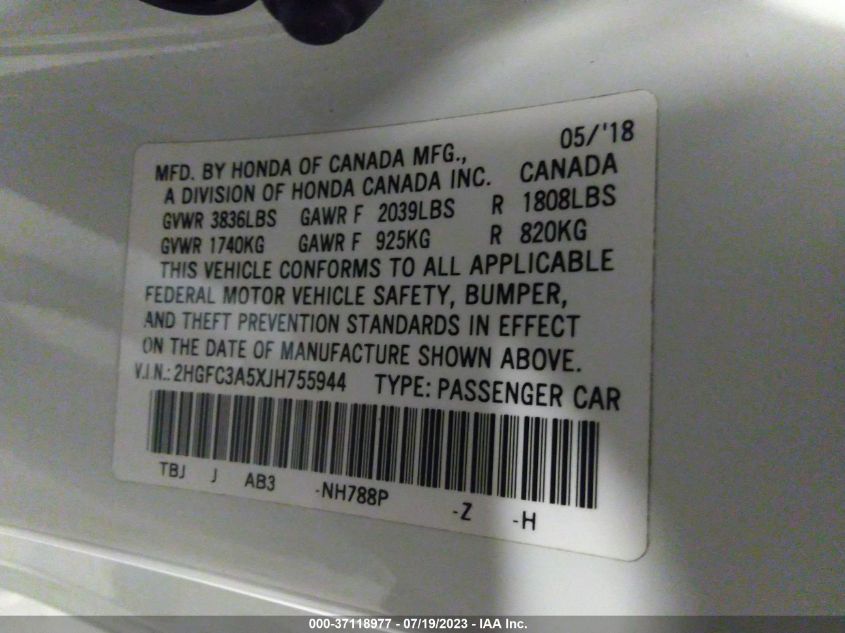 05/'18
MFD. BY HONDA OF CANADA MFG.,
A DIVISION OF HONDA CANADA INC. CANADA
GVWR 3836LBS GAWR F 2039LBS R 1808LBS
GVWR 1740KG GAWR F 925KG R 820KG
THIS VEHICLE CONFORMS TO ALL APPLICABLE
FEDERAL MOTOR VEHICLE SAFETY, BUMPER,
AND THEFT PREVENTION STANDARDS IN EFFECT
ON THE DATE OF MANUFACTURE SHOWN ABOVE.
V.I.N.: 2HGFC3A5XJH755944 TYPE: PASSENGER CAR
TBJ J AB3 -NH788P -Z -H
000-37118977 - 07/19/2023 - IAA Inc.